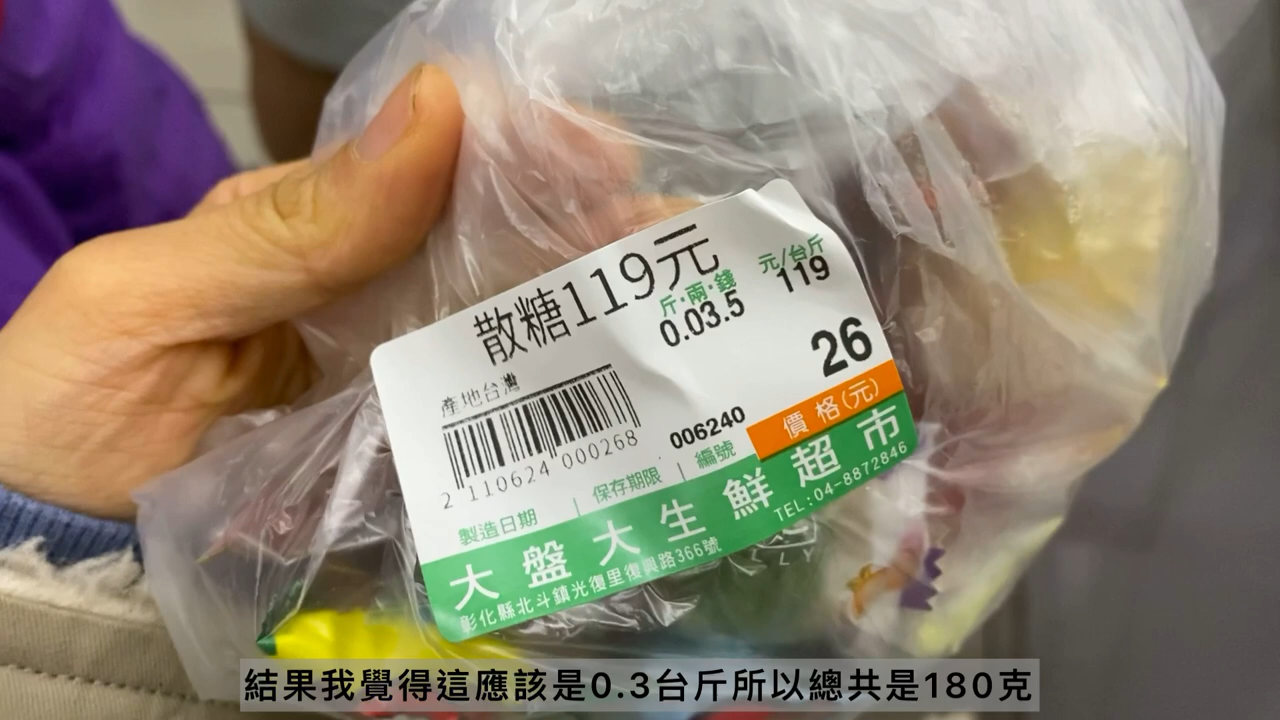 散糖119元
斤·兩·錢
0.03.5
元/台斤
119
產地台灣
2 110624 000268
26
006240
價格(元)
製造日期
保存期限
編號
大盤大生鮮超市
彰化縣北斗鎮光復里復興路366號
TEL:04-8872846
結果我覺得這應該是0.3台斤所以總共是180克